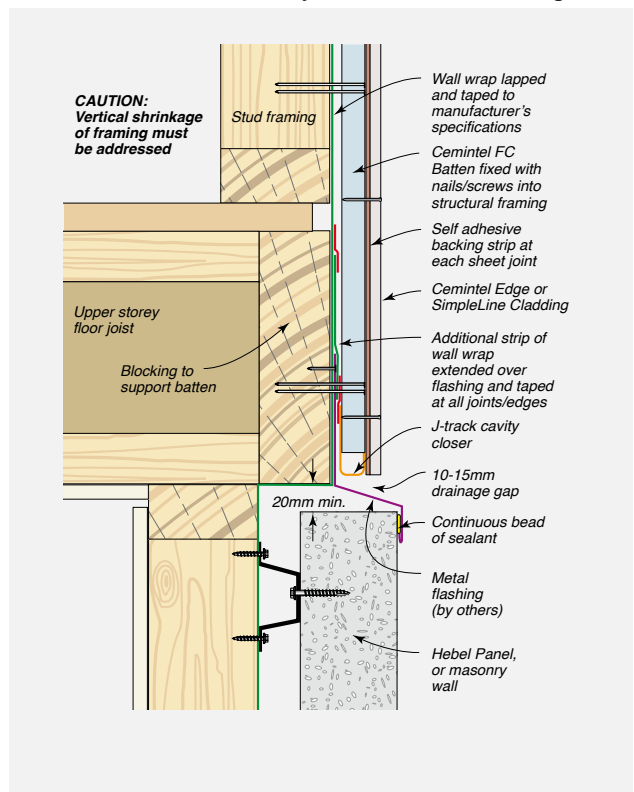 CAUTION:
Vertical shrinkage
of framing must
be addressed
Stud framing
Wall wrap lapped
and taped to
manufacturer's
specifications
Cemintel FC
Batten fixed with
nails/screws into
structural framing
Self adhesive
backing strip at
each sheet joint
Cemintel Edge or
SimpleLine Cladding
Upper storey
floor joist
Blocking to
support batten
Additional strip of
wall wrap
extended over
flashing and taped
at all joints/edges
J-track cavity
closer
10-15mm
drainage gap
20mm min.
Continuous bead
of sealant
Metal
flashing
(by others)
Hebel Panel,
or masonry
wall